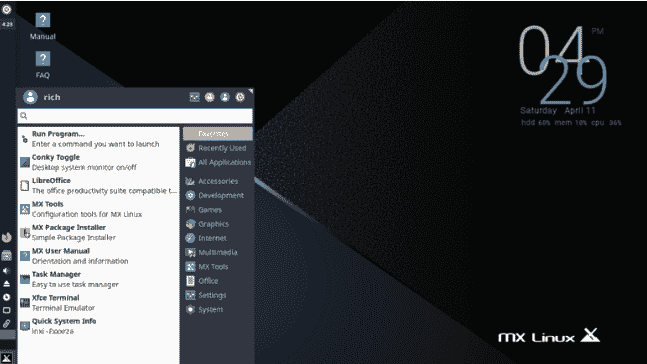 4:29
Manual
FAQ
rich
Run Program...
Enter a command you want to launch
Conky Toggle
Desktop system monitor on/off
LibreOffice
The office productivity suite compatible t...
MX Tools
Configuration tools for MX Linux
MX Package Installer
Simple Package Installer
MX User Manual
Orientation and information
Task Manager
Easy to use task manager
Xfce Terminal
Terminal Emulator
Quick System Info
Favorites
Recently Used
All Applications
Accessories
Development
Games
Graphics
Internet
Multimedia
MX Tools
Office
Settings
System
04 PM
29
Saturday April 11
hdd 60% mem 10% cpu 36%
MX Linux